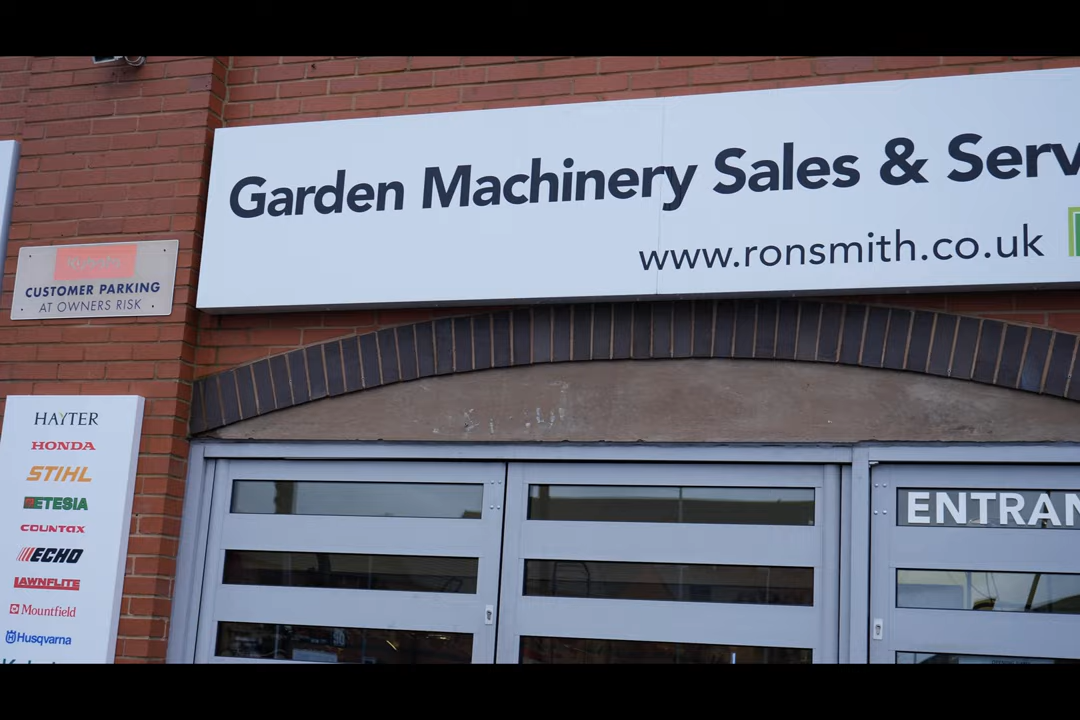 Garden Machinery Sales & Serv
www.ronsmith.co.uk
Kubota
CUSTOMER PARKING
AT OWNERS RISK
HAYTER
HONDA
STIHL
ETESIA
COUNTAX
ECHO
LAWNFLITE
Mountfield
Husqvarna
ENTRAN